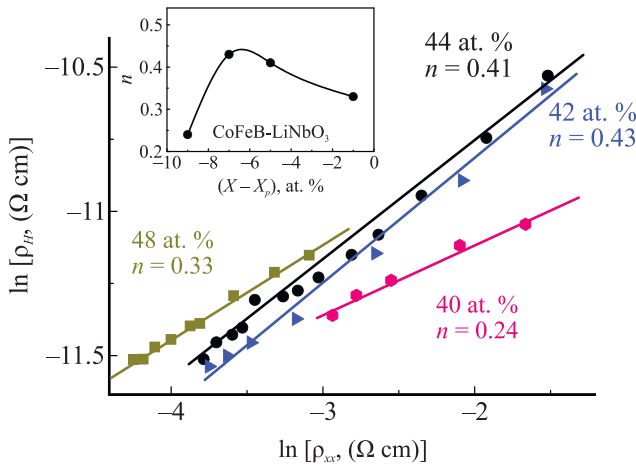 44 at. %
n = 0.41
42 at. %
n = 0.43
48 at. %
n = 0.33
40 at. %
n = 0.24
ln [ρH, (Ω cm)]
-10.5
-11
-11.5
-4
-3
-2
ln [ρxx, (Ω cm)]
n
0.5
0.4
0.3
0.2
-10
-8
-6
-4
-2
0
CoFeB-LiNbO3
(X – Xp), at. %